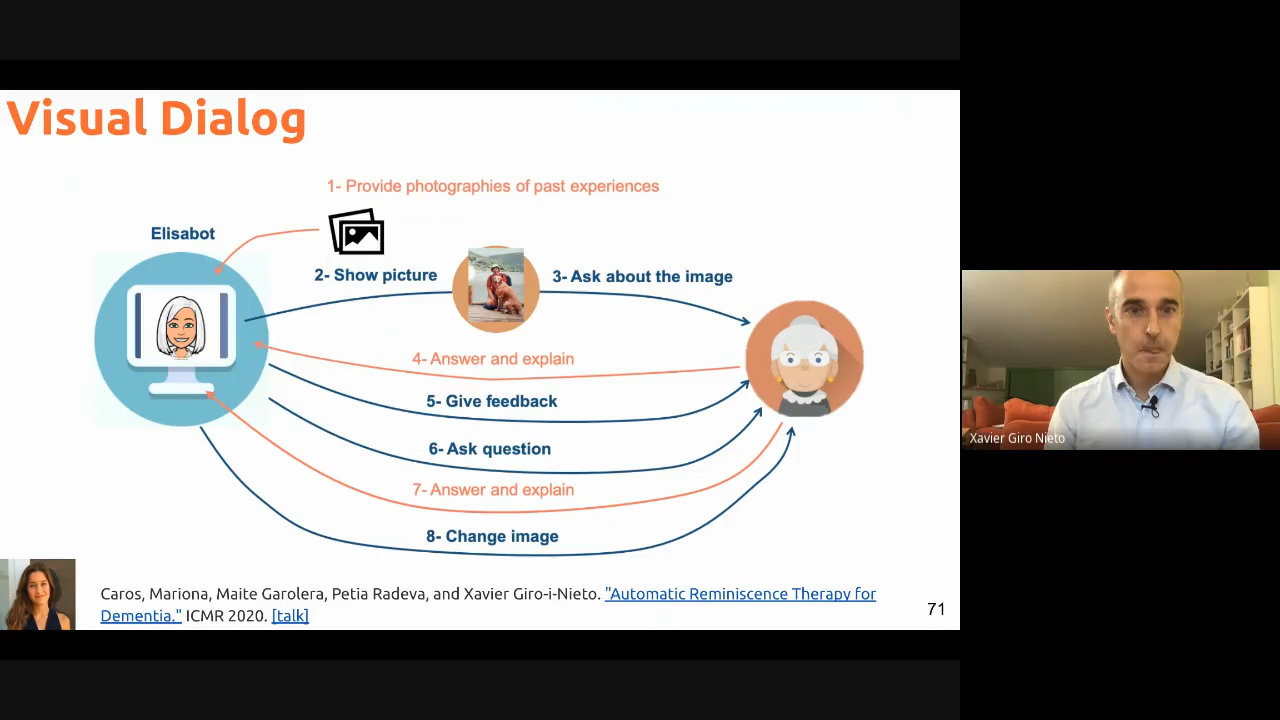 Visual Dialog
1- Provide photographies of past experiences
Elisabot
2- Show picture
3- Ask about the image
4- Answer and explain
5- Give feedback
6- Ask question
7- Answer and explain
8- Change image
Caros, Mariona, Maite Garolera, Petia Radeva, and Xavier Giro-i-Nieto. "Automatic Reminiscence Therapy for
Dementia." ICMR 2020. [talk]
71
Xavier Giro Nieto